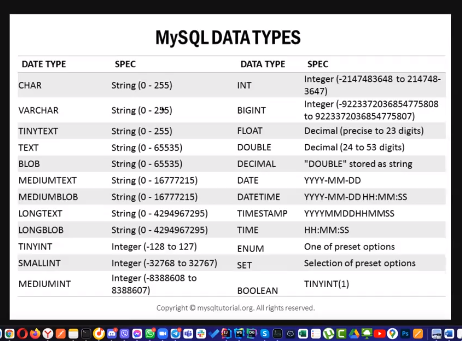 MySQL DATA TYPES
DATE TYPE SPEC DATA TYPE SPEC
CHAR String (0 - 255) INT Integer (-2147483648 to 214748-
3647)
VARCHAR String (0 - 255) BIGINT Integer (-9223372036854775808
to 9223372036854775807)
TINYTEXT String (0 - 255) FLOAT Decimal (precise to 23 digits)
TEXT String (0 - 65535) DOUBLE Decimal (24 to 53 digits)
BLOB String (0 - 65535) DECIMAL "DOUBLE" stored as string
MEDIUMTEXT String (0 - 16777215) DATE YYYY-MM-DD
MEDIUMBLOB String (0 - 16777215) DATETIME YYYY-MM-DD HH:MM:SS
LONGTEXT String (0 - 4294967295) TIMESTAMP YYYYMMDDHHMMSS
LONGBLOB String (0 - 4294967295) TIME HH:MM:SS
TINYINT Integer (-128 to 127) ENUM One of preset options
SMALLINT Integer (-32768 to 32767) SET Selection of preset options
MEDIUMINT Integer (-8388608 to
8388607) BOOLEAN TINYINT(1)
Copyright © mysqltutorial.org. All rights reserved.